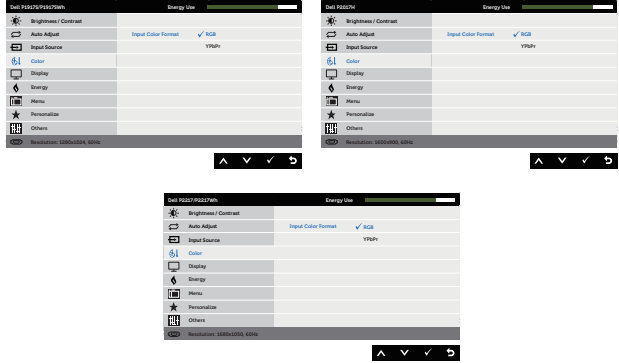 Dell P1917S/P1917SWh Energy Use
Brightness / Contrast
Auto Adjust Input Color Format ✓ RGB
Input Source YPbPr
Color
Display
Energy
Menu
Personalize
Others
Resolution: 1280x1024, 60Hz
Dell P2017H Energy Use
Brightness / Contrast
Auto Adjust Input Color Format ✓ RGB
Input Source YPbPr
Color
Display
Energy
Menu
Personalize
Others
Resolution: 1600x900, 60Hz
Dell P2217/P2217Wh Energy Use
Brightness / Contrast
Auto Adjust Input Color Format ✓ RGB
Input Source YPbPr
Color
Display
Energy
Menu
Personalize
Others
Resolution: 1680x1050, 60Hz